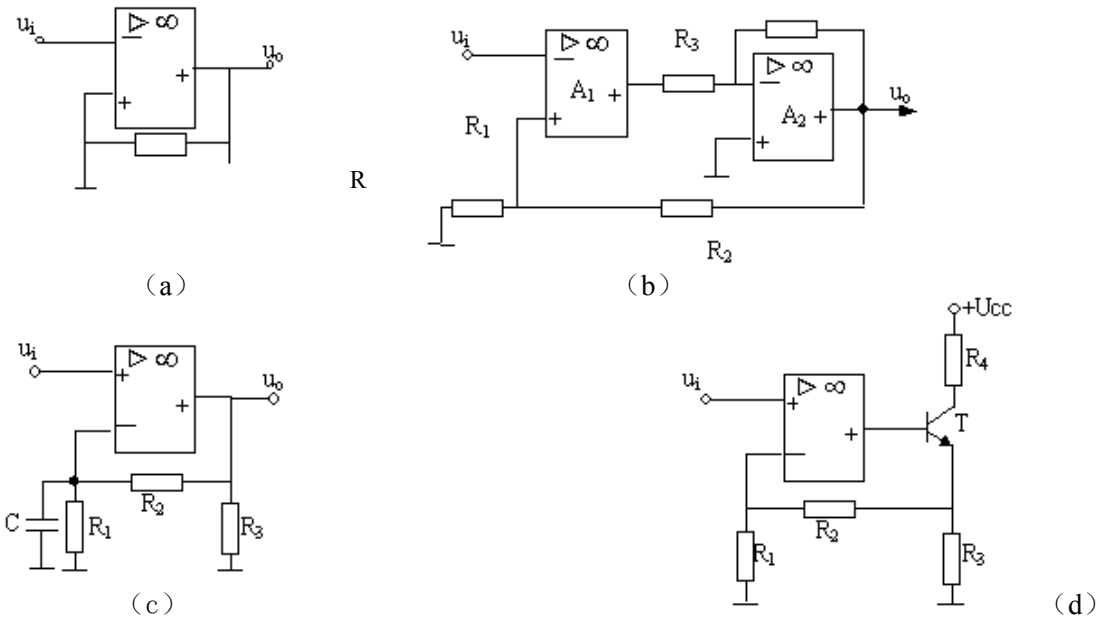 uᵢ
▷ ∞
−
+
+
uₒ
R
(a)
uᵢ
▷ ∞
−
A₁
+
+
R₁
R₃
▷ ∞
−
A₂
+
+
uₒ
R₂
(b)
uᵢ
▷ ∞
+
−
+
uₒ
C
R₁
R₂
R₃
(c)
+Ucc
R₄
uᵢ
▷ ∞
+
−
+
T
R₂
R₁
R₃
(d)